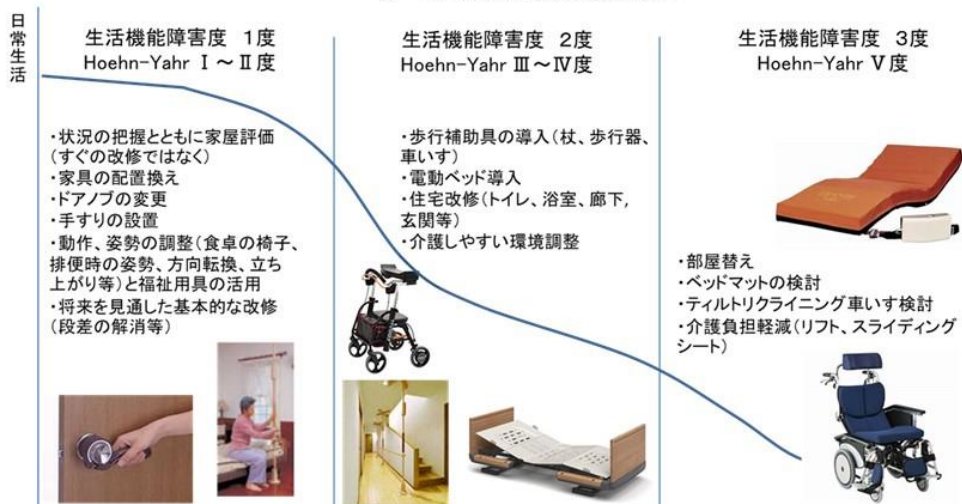 日常生活
生活機能障害度 1度
Hoehn-Yahr Ⅰ～Ⅱ度
・状況の把握とともに家屋評価
（すぐの改修ではなく）
・家具の配置換え
・ドアノブの変更
・手すりの設置
・動作、姿勢の調整（食卓の椅子、
排便時の姿勢、方向転換、立ち
上がり等）と福祉用具の活用
・将来を見通した基本的な改修
（段差の解消等）
生活機能障害度 2度
Hoehn-Yahr Ⅲ～Ⅳ度
・歩行補助具の導入（杖、歩行器、
車いす）
・電動ベッド導入
・住宅改修（トイレ、浴室、廊下,
玄関等）
・介護しやすい環境調整
生活機能障害度 3度
Hoehn-Yahr Ⅴ度
・部屋替え
・ベッドマットの検討
・ティルトリクライニング車いす検討
・介護負担軽減（リフト、スライディング
シート）